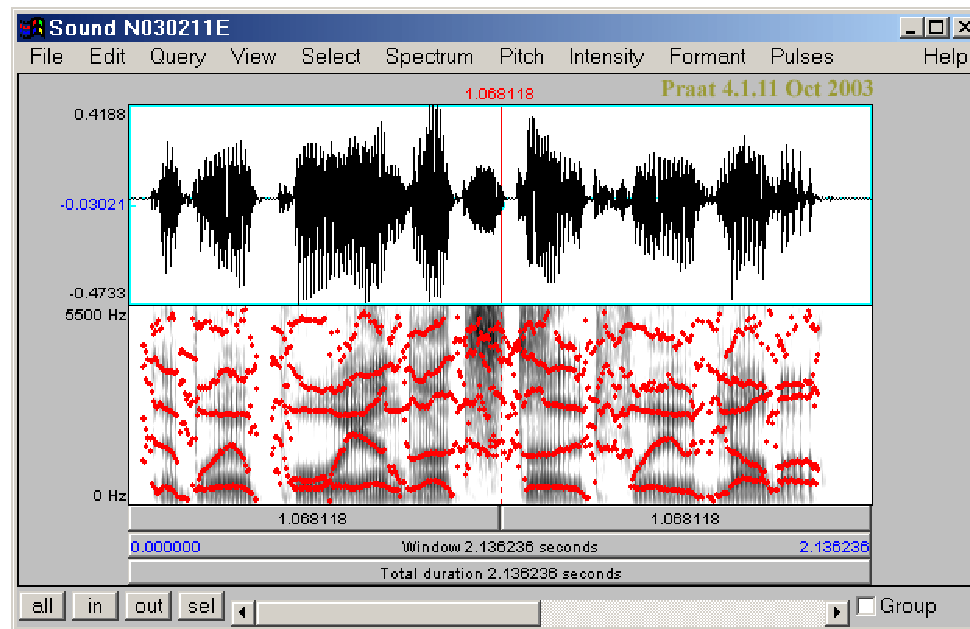 Sound N030211E
File Edit Query View Select Spectrum Pitch Intensity Formant Pulses Help
1.068118 Praat 4.1.11 Oct 2003
0.4188
-0.03021
-0.4733
5500 Hz
0 Hz
1.068118 1.068118
0.000000 Window 2.136236 seconds 2.136236
Total duration 2.136236 seconds
all in out sel Group